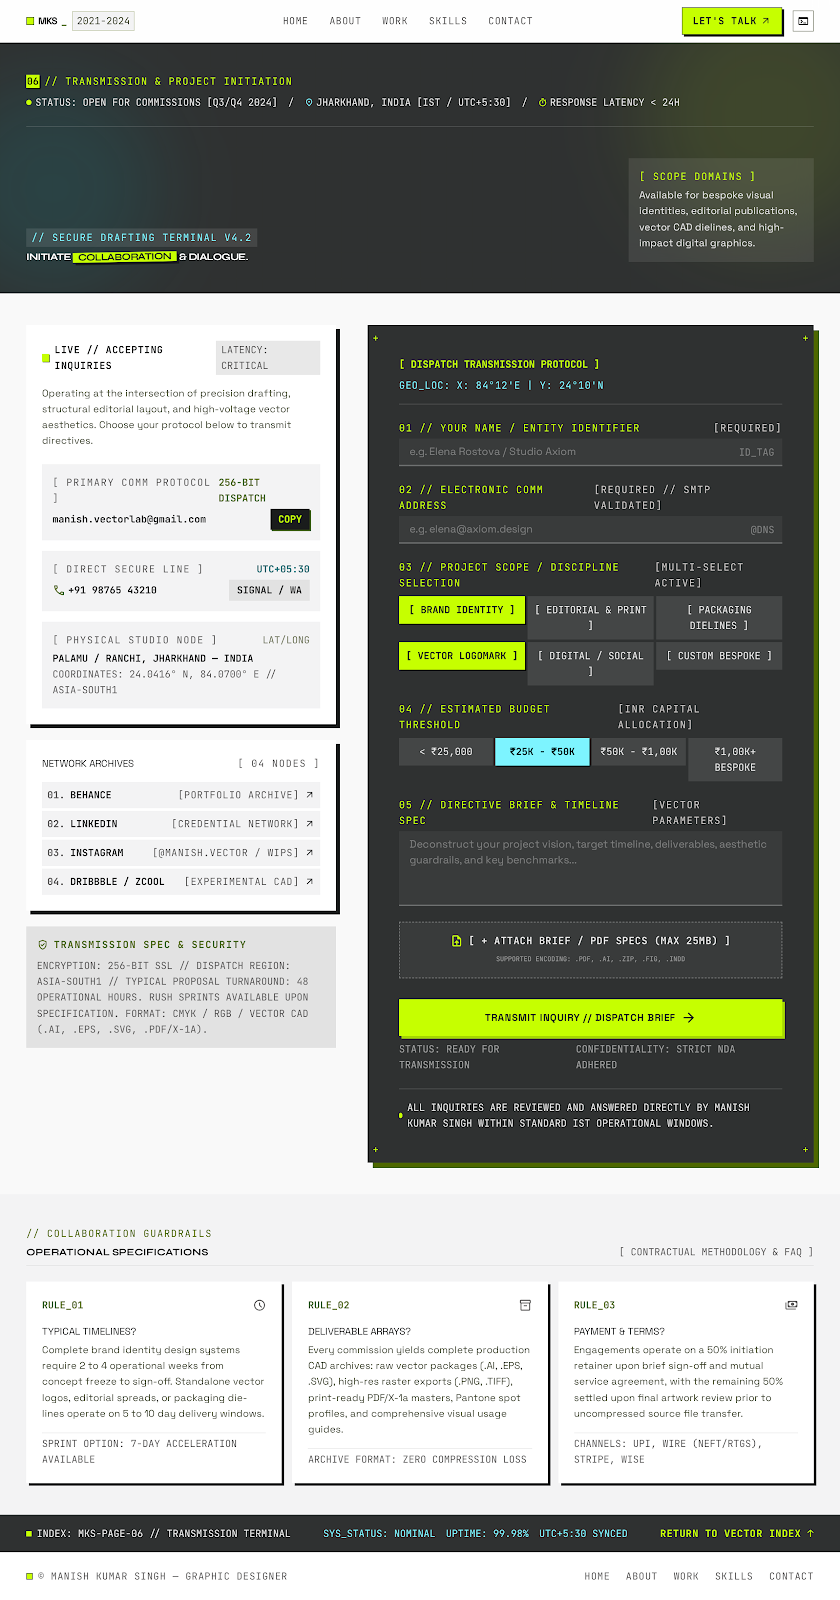 MKS _ 2021-2024 HOME ABOUT WORK SKILLS CONTACT LET'S TALK ↗
06 // TRANSMISSION & PROJECT INITIATION
STATUS: OPEN FOR COMMISSIONS [Q3/Q4 2024] / JHARKHAND, INDIA [IST / UTC+5:30] / RESPONSE LATENCY < 24H
[ SCOPE DOMAINS ]
Available for bespoke visual
identities, editorial publications,
vector CAD dielines, and high-
impact digital graphics.
// SECURE DRAFTING TERMINAL V4.2
INITIATE COLLABORATION & DIALOGUE.
LIVE // ACCEPTING
INQUIRIES
LATENCY:
CRITICAL
Operating at the intersection of precision drafting,
structural editorial layout, and high-voltage vector
aesthetics. Choose your protocol below to transmit
directives.
[ PRIMARY COMM PROTOCOL
]
256-BIT
DISPATCH
manish.vectorlab@gmail.com COPY
[ DIRECT SECURE LINE ] UTC+05:30
+91 98765 43210 SIGNAL / WA
[ PHYSICAL STUDIO NODE ] LAT/LONG
PALAMU / RANCHI, JHARKHAND — INDIA
COORDINATES: 24.0416° N, 84.0700° E //
ASIA-SOUTH1
NETWORK ARCHIVES [ 04 NODES ]
01. BEHANCE [PORTFOLIO ARCHIVE] ↗
02. LINKEDIN [CREDENTIAL NETWORK] ↗
03. INSTAGRAM [@MANISH.VECTOR / WIPS] ↗
04. DRIBBBLE / ZCOOL [EXPERIMENTAL CAD] ↗
TRANSMISSION SPEC & SECURITY
ENCRYPTION: 256-BIT SSL // DISPATCH REGION:
ASIA-SOUTH1 // TYPICAL PROPOSAL TURNAROUND: 48
OPERATIONAL HOURS. RUSH SPRINTS AVAILABLE UPON
SPECIFICATION. FORMAT: CMYK / RGB / VECTOR CAD
(.AI, .EPS, .SVG, .PDF/X-1A).
+ +
[ DISPATCH TRANSMISSION PROTOCOL ]
GEO_LOC: X: 84°12'E | Y: 24°10'N
01 // YOUR NAME / ENTITY IDENTIFIER [REQUIRED]
e.g. Elena Rostova / Studio Axiom ID_TAG
02 // ELECTRONIC COMM
ADDRESS
[REQUIRED // SMTP
VALIDATED]
e.g. elena@axiom.design @DNS
03 // PROJECT SCOPE / DISCIPLINE
SELECTION
[MULTI-SELECT
ACTIVE]
[ BRAND IDENTITY ]
[ EDITORIAL & PRINT
]
[ PACKAGING
DIELINES ]
[ VECTOR LOGOMARK ]
[ DIGITAL / SOCIAL
]
[ CUSTOM BESPOKE ]
04 // ESTIMATED BUDGET
THRESHOLD
[INR CAPITAL
ALLOCATION]
< ₹25,000
₹25K - ₹50K
₹50K - ₹1,00K
₹1,00K+
BESPOKE
05 // DIRECTIVE BRIEF & TIMELINE
SPEC
[VECTOR
PARAMETERS]
Deconstruct your project vision, target timeline, deliverables, aesthetic
guardrails, and key benchmarks...
[ + ATTACH BRIEF / PDF SPECS (MAX 25MB) ]
SUPPORTED ENCODING: .PDF, .AI, .ZIP, .FIG, .INDD
TRANSMIT INQUIRY // DISPATCH BRIEF →
STATUS: READY FOR
TRANSMISSION
CONFIDENTIALITY: STRICT NDA
ADHERED
ALL INQUIRIES ARE REVIEWED AND ANSWERED DIRECTLY BY MANISH
KUMAR SINGH WITHIN STANDARD IST OPERATIONAL WINDOWS.
+ +
// COLLABORATION GUARDRAILS
OPERATIONAL SPECIFICATIONS [ CONTRACTUAL METHODOLOGY & FAQ ]
RULE_01
TYPICAL TIMELINES?
Complete brand identity design systems
require 2 to 4 operational weeks from
concept freeze to sign-off. Standalone vector
logos, editorial spreads, or packaging die-
lines operate on 5 to 10 day delivery windows.
SPRINT OPTION: 7-DAY ACCELERATION
AVAILABLE
RULE_02
DELIVERABLE ARRAYS?
Every commission yields complete production
CAD archives: raw vector packages (.AI, .EPS,
.SVG), high-res raster exports (.PNG, .TIFF),
print-ready PDF/X-1a masters, Pantone spot
profiles, and comprehensive visual usage
guides.
ARCHIVE FORMAT: ZERO COMPRESSION LOSS
RULE_03
PAYMENT & TERMS?
Engagements operate on a 50% initiation
retainer upon brief sign-off and mutual
service agreement, with the remaining 50%
settled upon final artwork review prior to
uncompressed source file transfer.
CHANNELS: UPI, WIRE (NEFT/RTGS),
STRIPE, WISE
INDEX: MKS-PAGE-06 // TRANSMISSION TERMINAL SYS_STATUS: NOMINAL UPTIME: 99.98% UTC+5:30 SYNCED RETURN TO VECTOR INDEX ↑
© MANISH KUMAR SINGH — GRAPHIC DESIGNER HOME ABOUT WORK SKILLS CONTACT